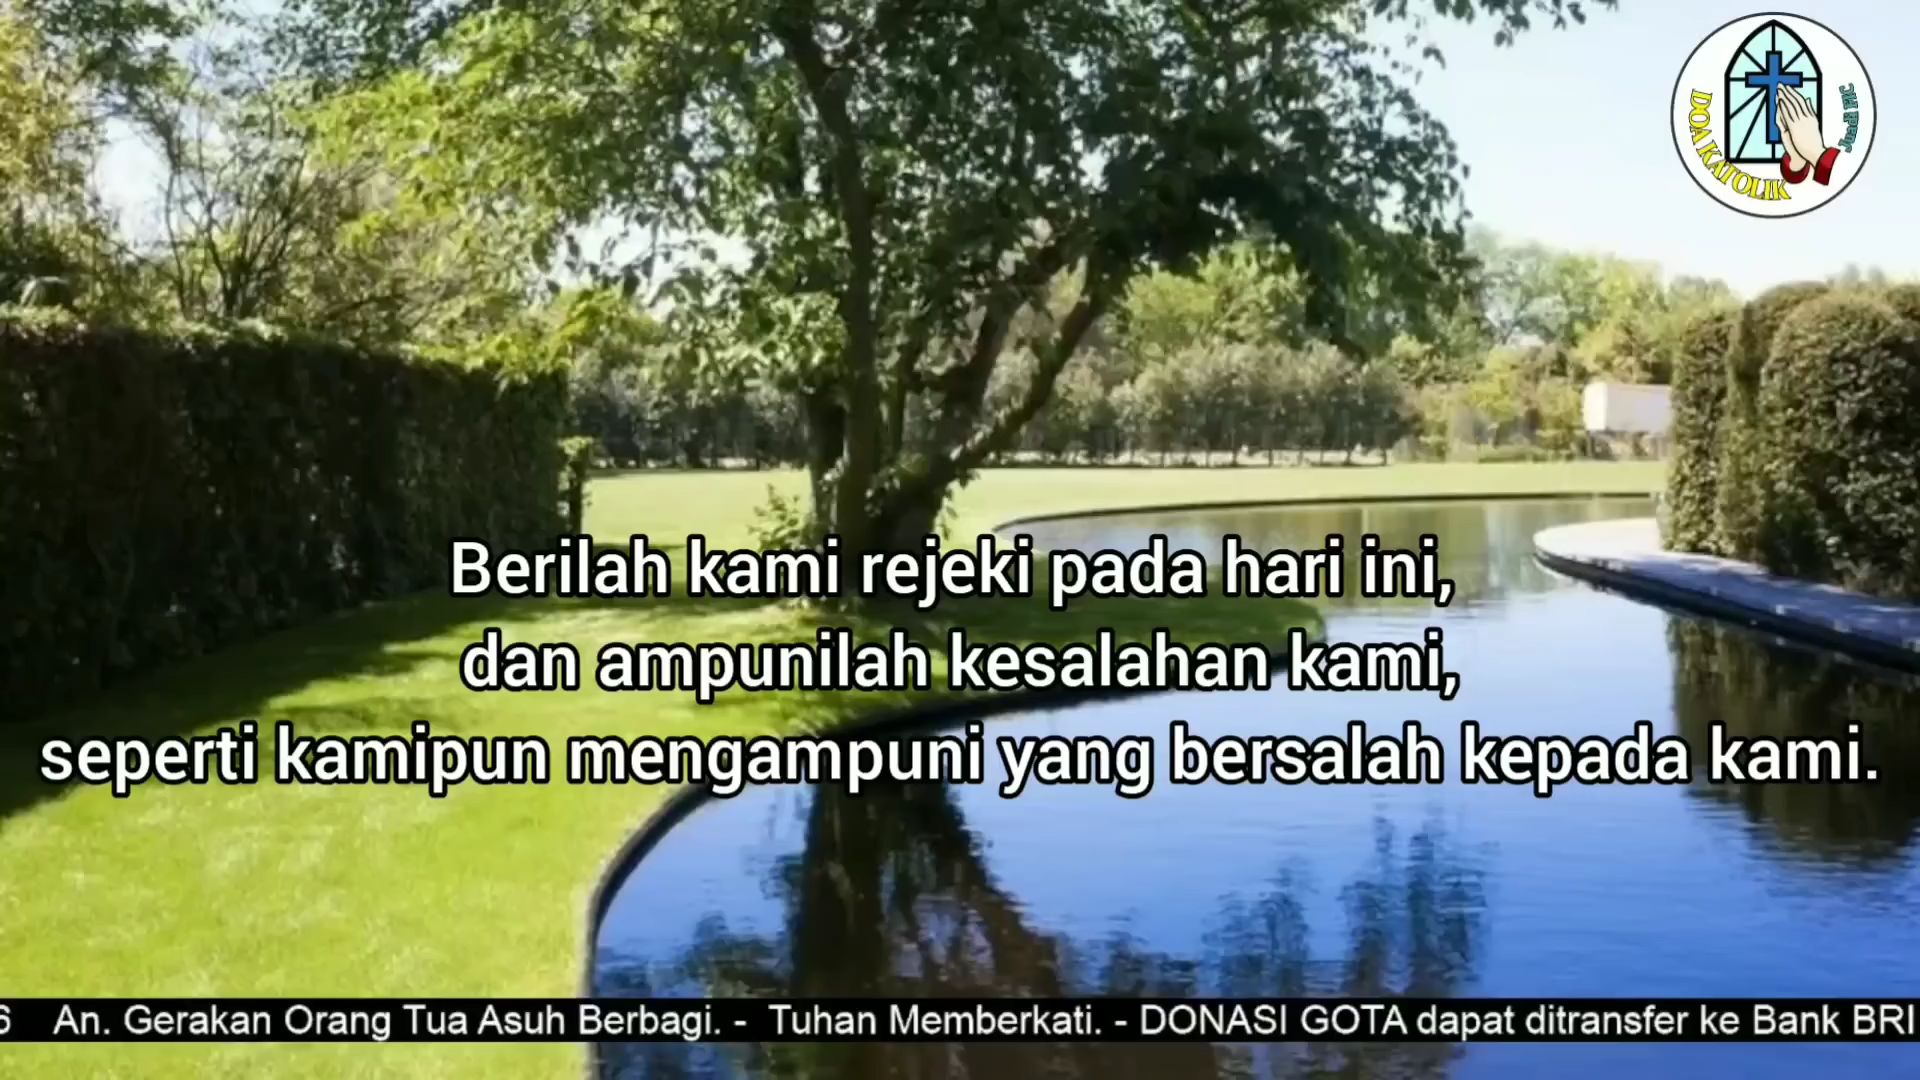 DOA KATOLIK
Berilah kami rejeki pada hari ini,
dan ampunilah kesalahan kami,
seperti kamipun mengampuni yang bersalah kepada kami.
6 An. Gerakan Orang Tua Asuh Berbagi. - Tuhan Memberkati. - DONASI GOTA dapat ditransfer ke Bank BRI